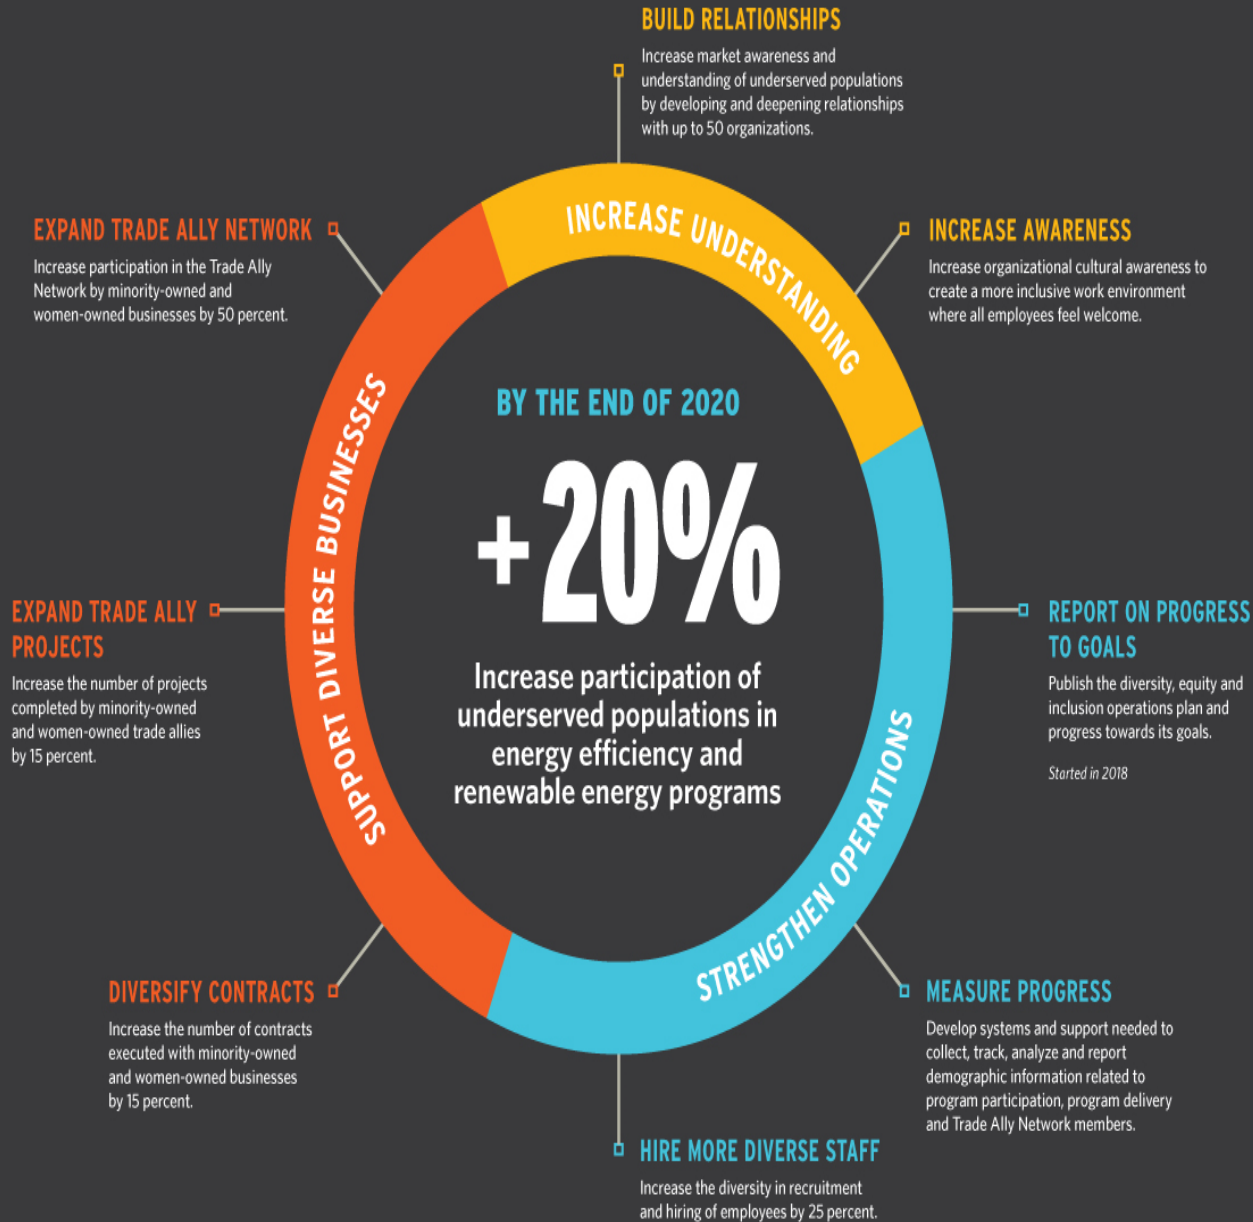 BUILD RELATIONSHIPS
Increase market awareness and
understanding of underserved populations
by developing and deepening relationships
with up to 50 organizations.
EXPAND TRADE ALLY NETWORK
Increase participation in the Trade Ally
Network by minority-owned and
women-owned businesses by 50 percent.
INCREASE UNDERSTANDING
INCREASE AWARENESS
Increase organizational cultural awareness to
create a more inclusive work environment
where all employees feel welcome.
SUPPORT DIVERSE BUSINESSES
BY THE END OF 2020
+20%
Increase participation of
underserved populations in
energy efficiency and
renewable energy programs
EXPAND TRADE ALLY
PROJECTS
Increase the number of projects
completed by minority-owned
and women-owned trade allies
by 15 percent.
REPORT ON PROGRESS
TO GOALS
Publish the diversity, equity and
inclusion operations plan and
progress towards its goals.
Started in 2018
STRENGTHEN OPERATIONS
DIVERSIFY CONTRACTS
Increase the number of contracts
executed with minority-owned
and women-owned businesses
by 15 percent.
MEASURE PROGRESS
Develop systems and support needed to
collect, track, analyze and report
demographic information related to
program participation, program delivery
and Trade Ally Network members.
HIRE MORE DIVERSE STAFF
Increase the diversity in recruitment
and hiring of employees by 25 percent.